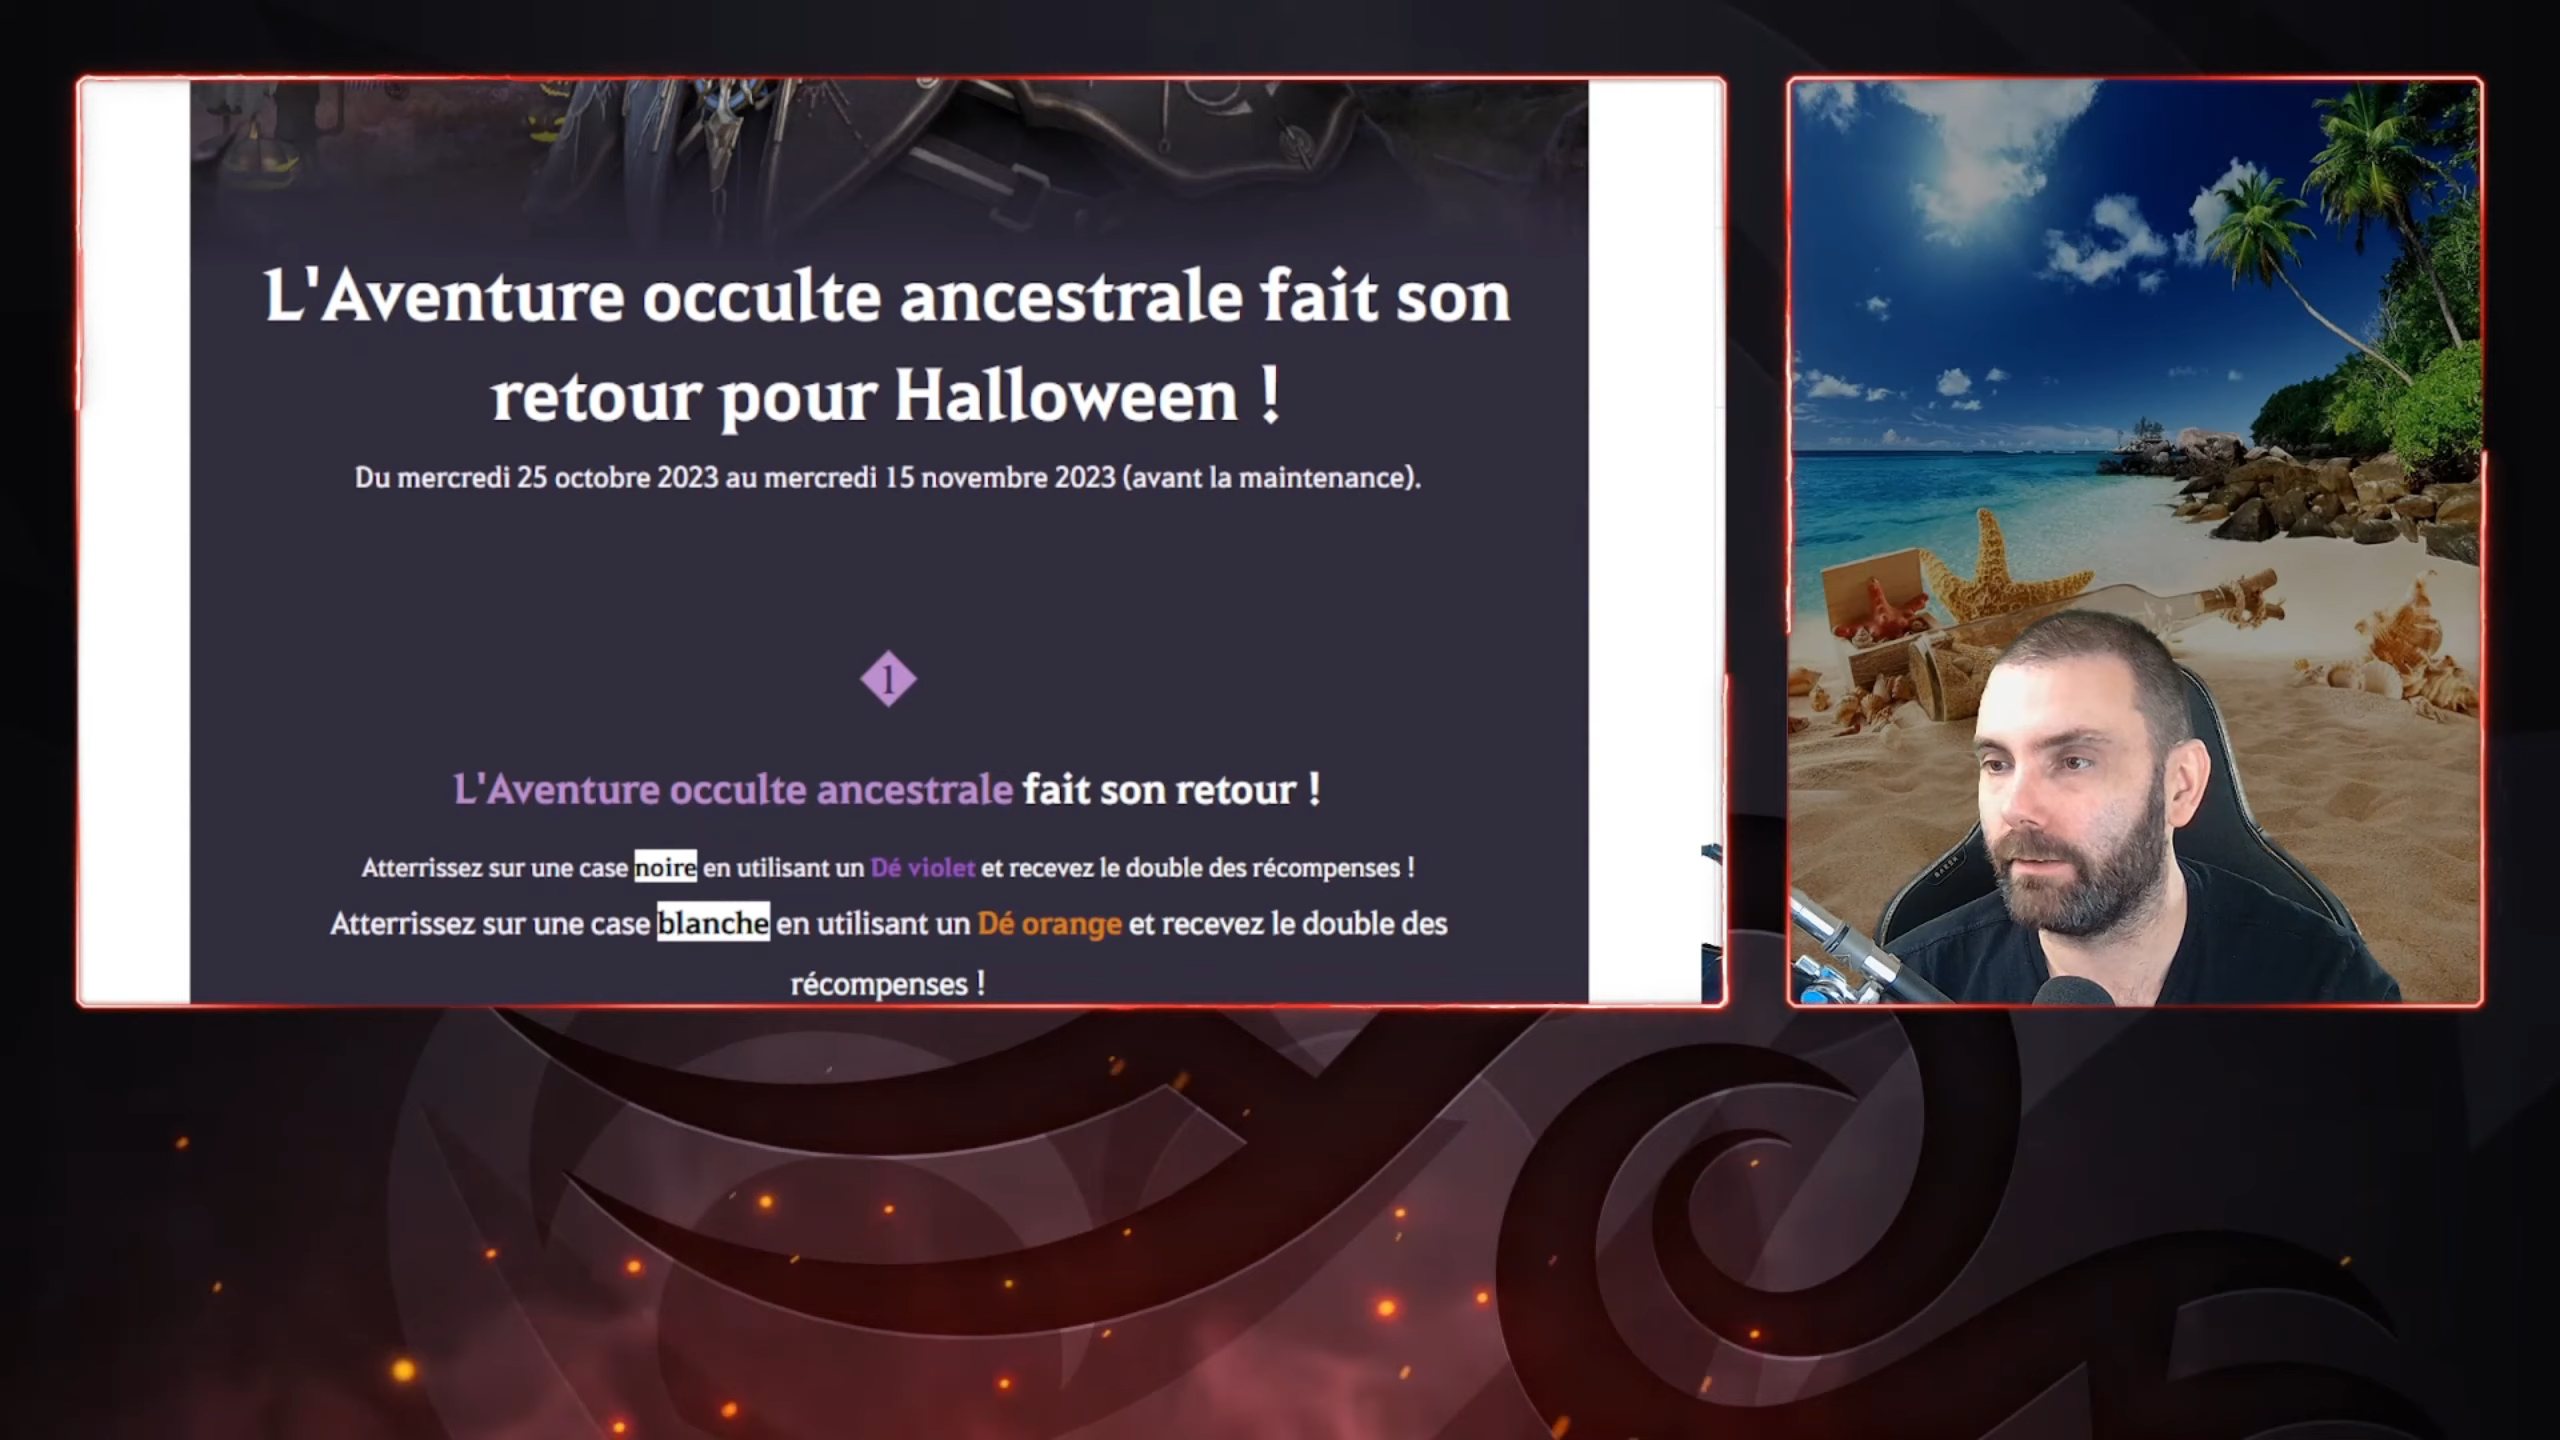 L'Aventure occulte ancestrale fait son
retour pour Halloween !
Du mercredi 25 octobre 2023 au mercredi 15 novembre 2023 (avant la maintenance).
1
L'Aventure occulte ancestrale fait son retour !
Atterrissez sur une case noire en utilisant un Dé violet et recevez le double des récompenses !
Atterrissez sur une case blanche en utilisant un Dé orange et recevez le double des
récompenses !